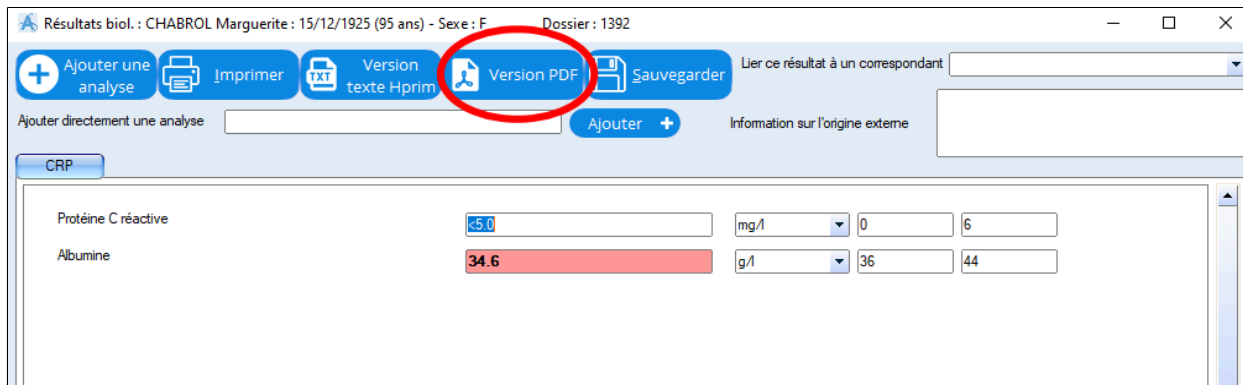 Résultats biol. : CHABROL Marguerite : 15/12/1925 (95 ans) - Sexe : F Dossier : 1392
Ajouter une analyse
Imprimer
Version texte Hprim
TXT
Version PDF
Sauvegarder
Lier ce résultat à un correspondant
Ajouter directement une analyse
Ajouter +
Information sur l'origine externe
CRP
Protéine C réactive <5.0 mg/l 0 6
Albumine 34.6 g/l 36 44